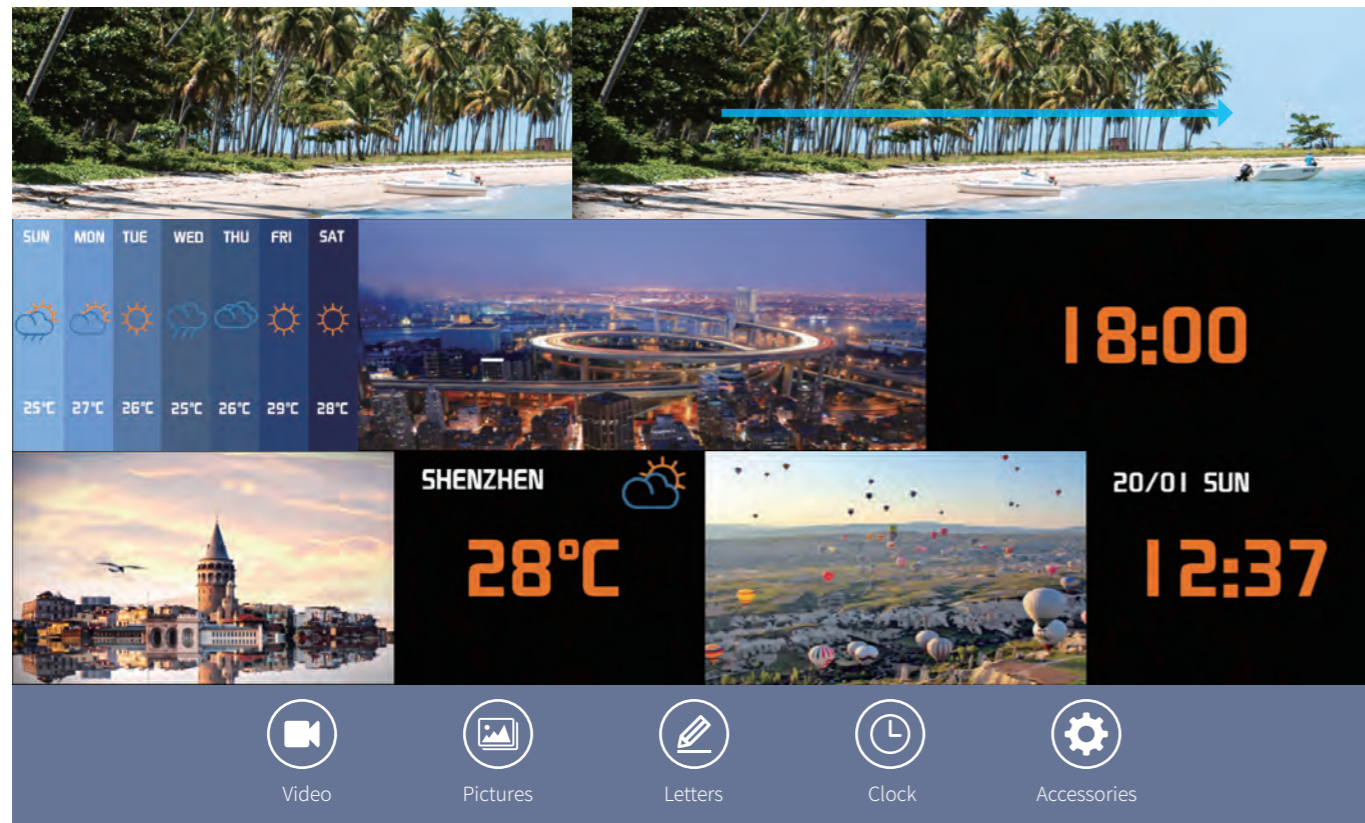 SUN MON TUE WED THU FRI SAT
25°C 27°C 26°C 25°C 26°C 29°C 28°C
18:00
SHENZHEN
28°C
20/01 SUN
12:37
Video Pictures Letters Clock Accessories